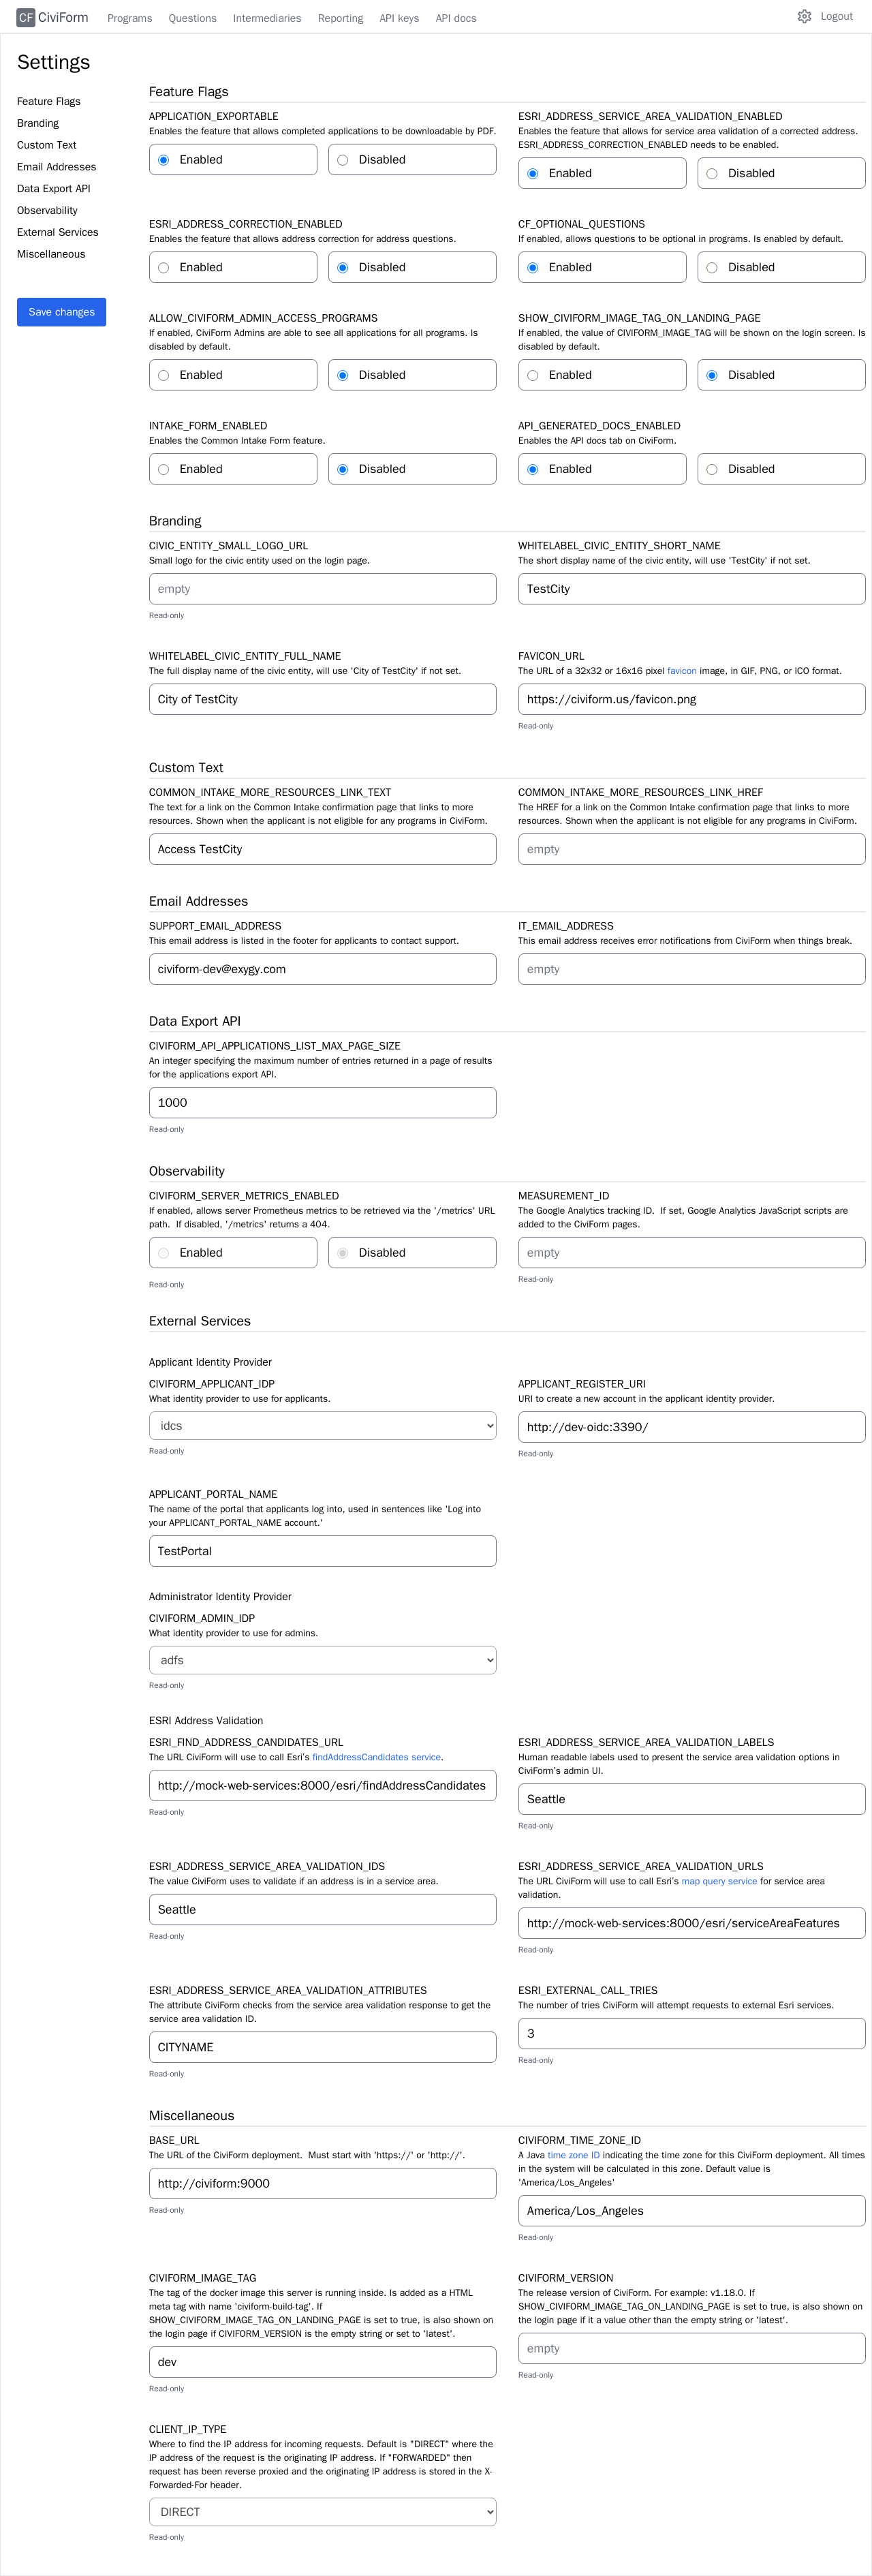 CF CiviForm Programs Questions Intermediaries Reporting API keys API docs Logout
Settings
Feature Flags
Branding
Custom Text
Email Addresses
Data Export API
Observability
External Services
Miscellaneous
Save changes
Feature Flags
APPLICATION_EXPORTABLE
Enables the feature that allows completed applications to be downloadable by PDF.
Enabled Disabled
ESRI_ADDRESS_SERVICE_AREA_VALIDATION_ENABLED
Enables the feature that allows for service area validation of a corrected address.
ESRI_ADDRESS_CORRECTION_ENABLED needs to be enabled.
Enabled Disabled
ESRI_ADDRESS_CORRECTION_ENABLED
Enables the feature that allows address correction for address questions.
Enabled Disabled
CF_OPTIONAL_QUESTIONS
If enabled, allows questions to be optional in programs. Is enabled by default.
Enabled Disabled
ALLOW_CIVIFORM_ADMIN_ACCESS_PROGRAMS
If enabled, CiviForm Admins are able to see all applications for all programs. Is
disabled by default.
Enabled Disabled
SHOW_CIVIFORM_IMAGE_TAG_ON_LANDING_PAGE
If enabled, the value of CIVIFORM_IMAGE_TAG will be shown on the login screen. Is
disabled by default.
Enabled Disabled
INTAKE_FORM_ENABLED
Enables the Common Intake Form feature.
Enabled Disabled
API_GENERATED_DOCS_ENABLED
Enables the API docs tab on CiviForm.
Enabled Disabled
Branding
CIVIC_ENTITY_SMALL_LOGO_URL
Small logo for the civic entity used on the login page.
empty
Read-only
WHITELABEL_CIVIC_ENTITY_SHORT_NAME
The short display name of the civic entity, will use 'TestCity' if not set.
TestCity
WHITELABEL_CIVIC_ENTITY_FULL_NAME
The full display name of the civic entity, will use 'City of TestCity' if not set.
City of TestCity
FAVICON_URL
The URL of a 32x32 or 16x16 pixel favicon image, in GIF, PNG, or ICO format.
https://civiform.us/favicon.png
Read-only
Custom Text
COMMON_INTAKE_MORE_RESOURCES_LINK_TEXT
The text for a link on the Common Intake confirmation page that links to more
resources. Shown when the applicant is not eligible for any programs in CiviForm.
Access TestCity
COMMON_INTAKE_MORE_RESOURCES_LINK_HREF
The HREF for a link on the Common Intake confirmation page that links to more
resources. Shown when the applicant is not eligible for any programs in CiviForm.
empty
Email Addresses
SUPPORT_EMAIL_ADDRESS
This email address is listed in the footer for applicants to contact support.
civiform-dev@exygy.com
IT_EMAIL_ADDRESS
This email address receives error notifications from CiviForm when things break.
empty
Data Export API
CIVIFORM_API_APPLICATIONS_LIST_MAX_PAGE_SIZE
An integer specifying the maximum number of entries returned in a page of results
for the applications export API.
1000
Read-only
Observability
CIVIFORM_SERVER_METRICS_ENABLED
If enabled, allows server Prometheus metrics to be retrieved via the '/metrics' URL
path. If disabled, '/metrics' returns a 404.
Enabled Disabled
Read-only
MEASUREMENT_ID
The Google Analytics tracking ID. If set, Google Analytics JavaScript scripts are
added to the CiviForm pages.
empty
Read-only
External Services
Applicant Identity Provider
CIVIFORM_APPLICANT_IDP
What identity provider to use for applicants.
idcs
Read-only
APPLICANT_REGISTER_URI
URI to create a new account in the applicant identity provider.
http://dev-oidc:3390/
Read-only
APPLICANT_PORTAL_NAME
The name of the portal that applicants log into, used in sentences like 'Log into
your APPLICANT_PORTAL_NAME account.'
TestPortal
Administrator Identity Provider
CIVIFORM_ADMIN_IDP
What identity provider to use for admins.
adfs
Read-only
ESRI Address Validation
ESRI_FIND_ADDRESS_CANDIDATES_URL
The URL CiviForm will use to call Esri's findAddressCandidates service.
http://mock-web-services:8000/esri/findAddressCandidates
Read-only
ESRI_ADDRESS_SERVICE_AREA_VALIDATION_LABELS
Human readable labels used to present the service area validation options in
CiviForm's admin UI.
Seattle
Read-only
ESRI_ADDRESS_SERVICE_AREA_VALIDATION_IDS
The value CiviForm uses to validate if an address is in a service area.
Seattle
Read-only
ESRI_ADDRESS_SERVICE_AREA_VALIDATION_URLS
The URL CiviForm will use to call Esri's map query service for service area
validation.
http://mock-web-services:8000/esri/serviceAreaFeatures
Read-only
ESRI_ADDRESS_SERVICE_AREA_VALIDATION_ATTRIBUTES
The attribute CiviForm checks from the service area validation response to get the
service area validation ID.
CITYNAME
Read-only
ESRI_EXTERNAL_CALL_TRIES
The number of tries CiviForm will attempt requests to external Esri services.
3
Read-only
Miscellaneous
BASE_URL
The URL of the CiviForm deployment. Must start with 'https://' or 'http://'.
http://civiform:9000
Read-only
CIVIFORM_TIME_ZONE_ID
A Java time zone ID indicating the time zone for this CiviForm deployment. All times
in the system will be calculated in this zone. Default value is
'America/Los_Angeles'
America/Los_Angeles
Read-only
CIVIFORM_IMAGE_TAG
The tag of the docker image this server is running inside. Is added as a HTML
meta tag with name 'civiform-build-tag'. If
SHOW_CIVIFORM_IMAGE_TAG_ON_LANDING_PAGE is set to true, is also shown on
the login page if CIVIFORM_VERSION is the empty string or set to 'latest'.
dev
Read-only
CIVIFORM_VERSION
The release version of CiviForm. For example: v1.18.0. If
SHOW_CIVIFORM_IMAGE_TAG_ON_LANDING_PAGE is set to true, is also shown on
the login page if it a value other than the empty string or 'latest'.
empty
Read-only
CLIENT_IP_TYPE
Where to find the IP address for incoming requests. Default is "DIRECT" where the
IP address of the request is the originating IP address. If "FORWARDED" then
request has been reverse proxied and the originating IP address is stored in the X-
Forwarded-For header.
DIRECT
Read-only